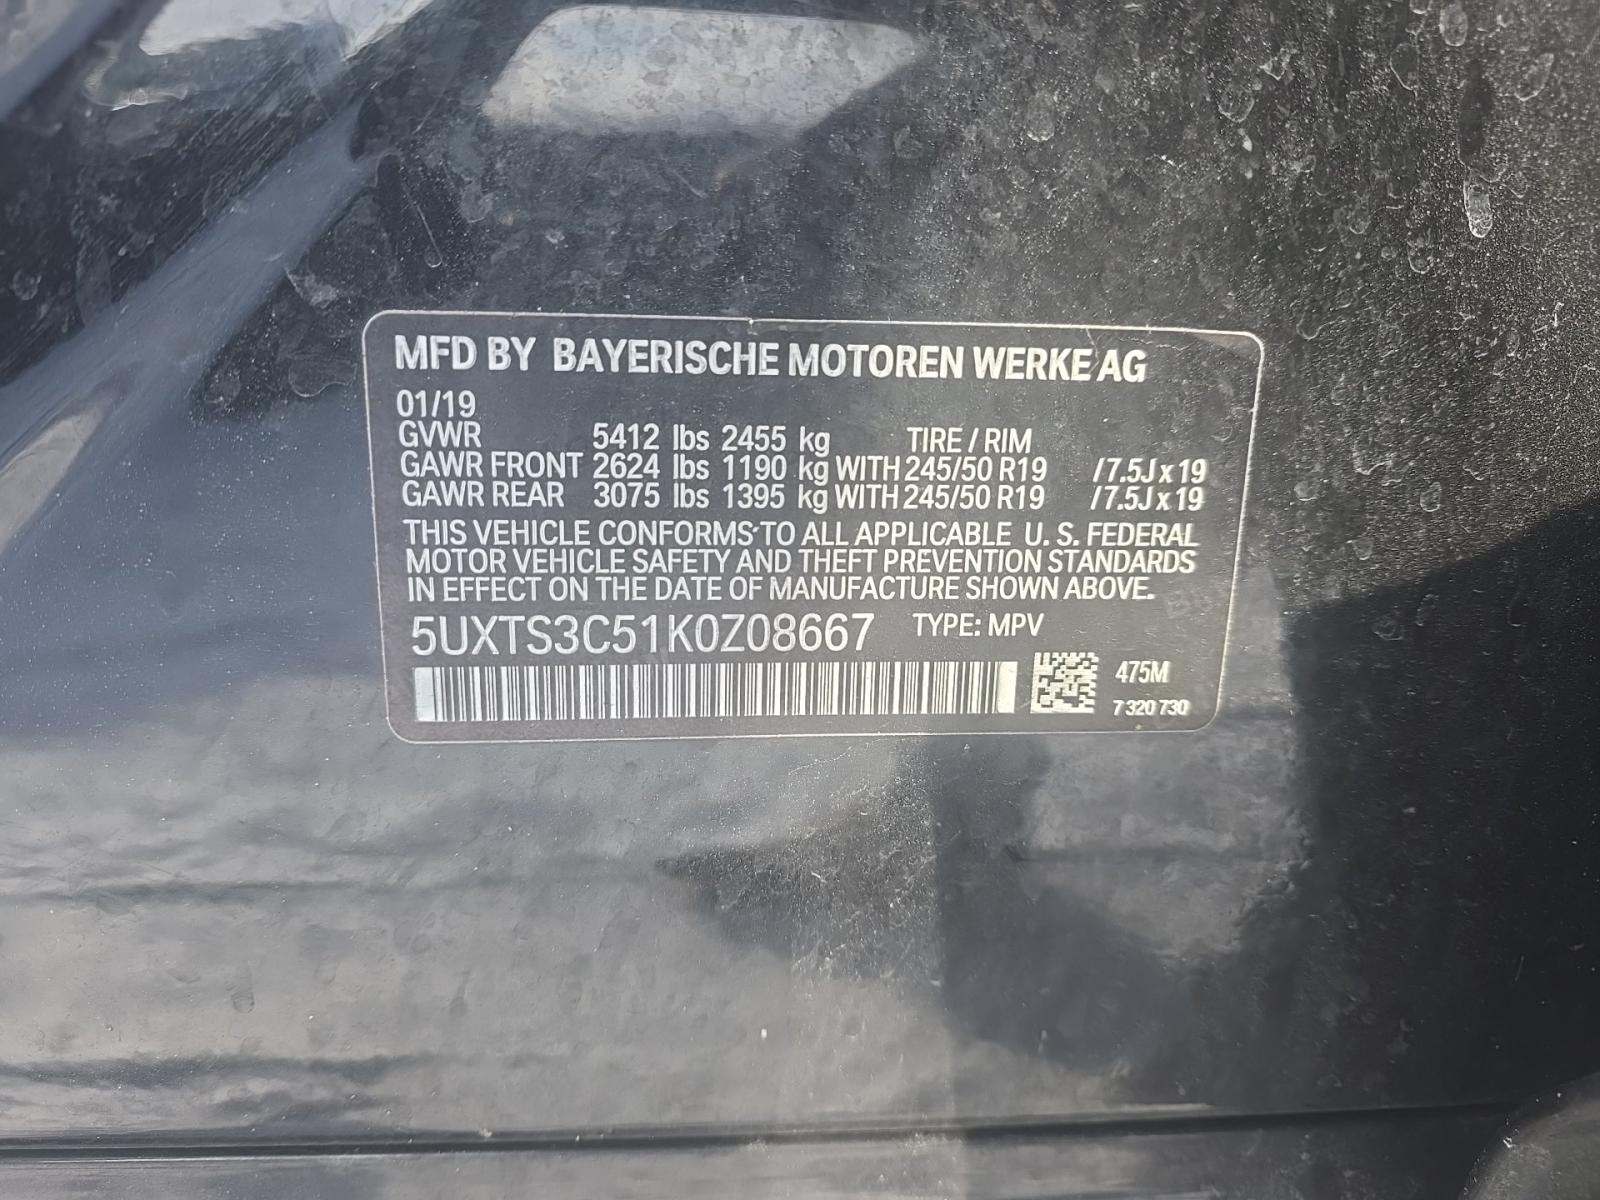 MFD BY BAYERISCHE MOTOREN WERKE AG
01/19
GVWR 5412 lbs 2455 kg TIRE / RIM
GAWR FRONT 2624 lbs 1190 kg WITH 245/50 R19 /7.5J x 19
GAWR REAR 3075 lbs 1395 kg WITH 245/50 R19 /7.5J x 19
THIS VEHICLE CONFORMS TO ALL APPLICABLE U. S. FEDERAL
MOTOR VEHICLE SAFETY AND THEFT PREVENTION STANDARDS
IN EFFECT ON THE DATE OF MANUFACTURE SHOWN ABOVE.
5UXTS3C51K0Z08667 TYPE: MPV
475M
7 320 730